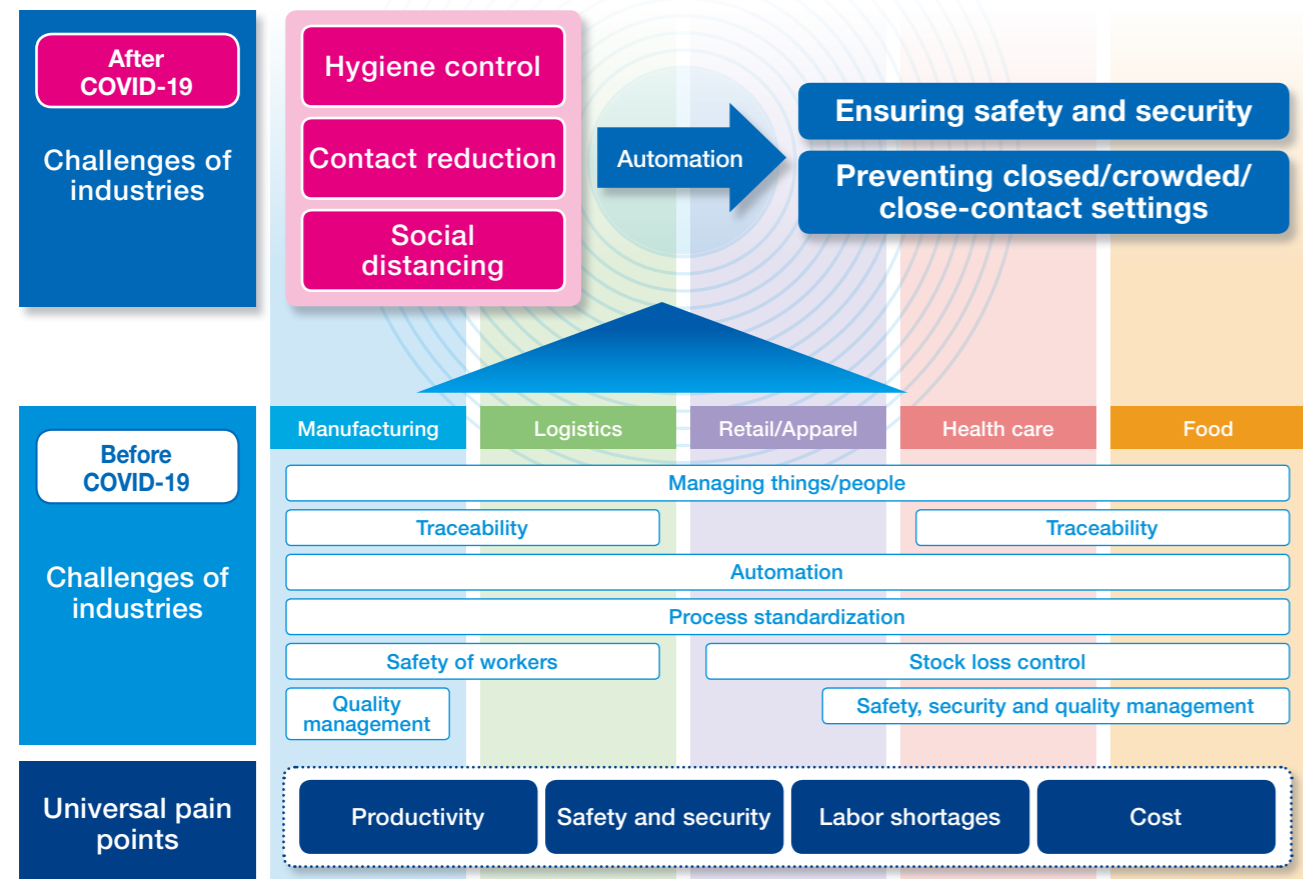 After
COVID-19
Challenges of
industries
Hygiene control
Contact reduction
Social
distancing
Automation
Ensuring safety and security
Preventing closed/crowded/
close-contact settings
Before
COVID-19
Challenges of
industries
Manufacturing
Logistics
Retail/Apparel
Health care
Food
Managing things/people
Traceability
Traceability
Automation
Process standardization
Safety of workers
Stock loss control
Quality
management
Safety, security and quality management
Universal pain
points
Productivity
Safety and security
Labor shortages
Cost